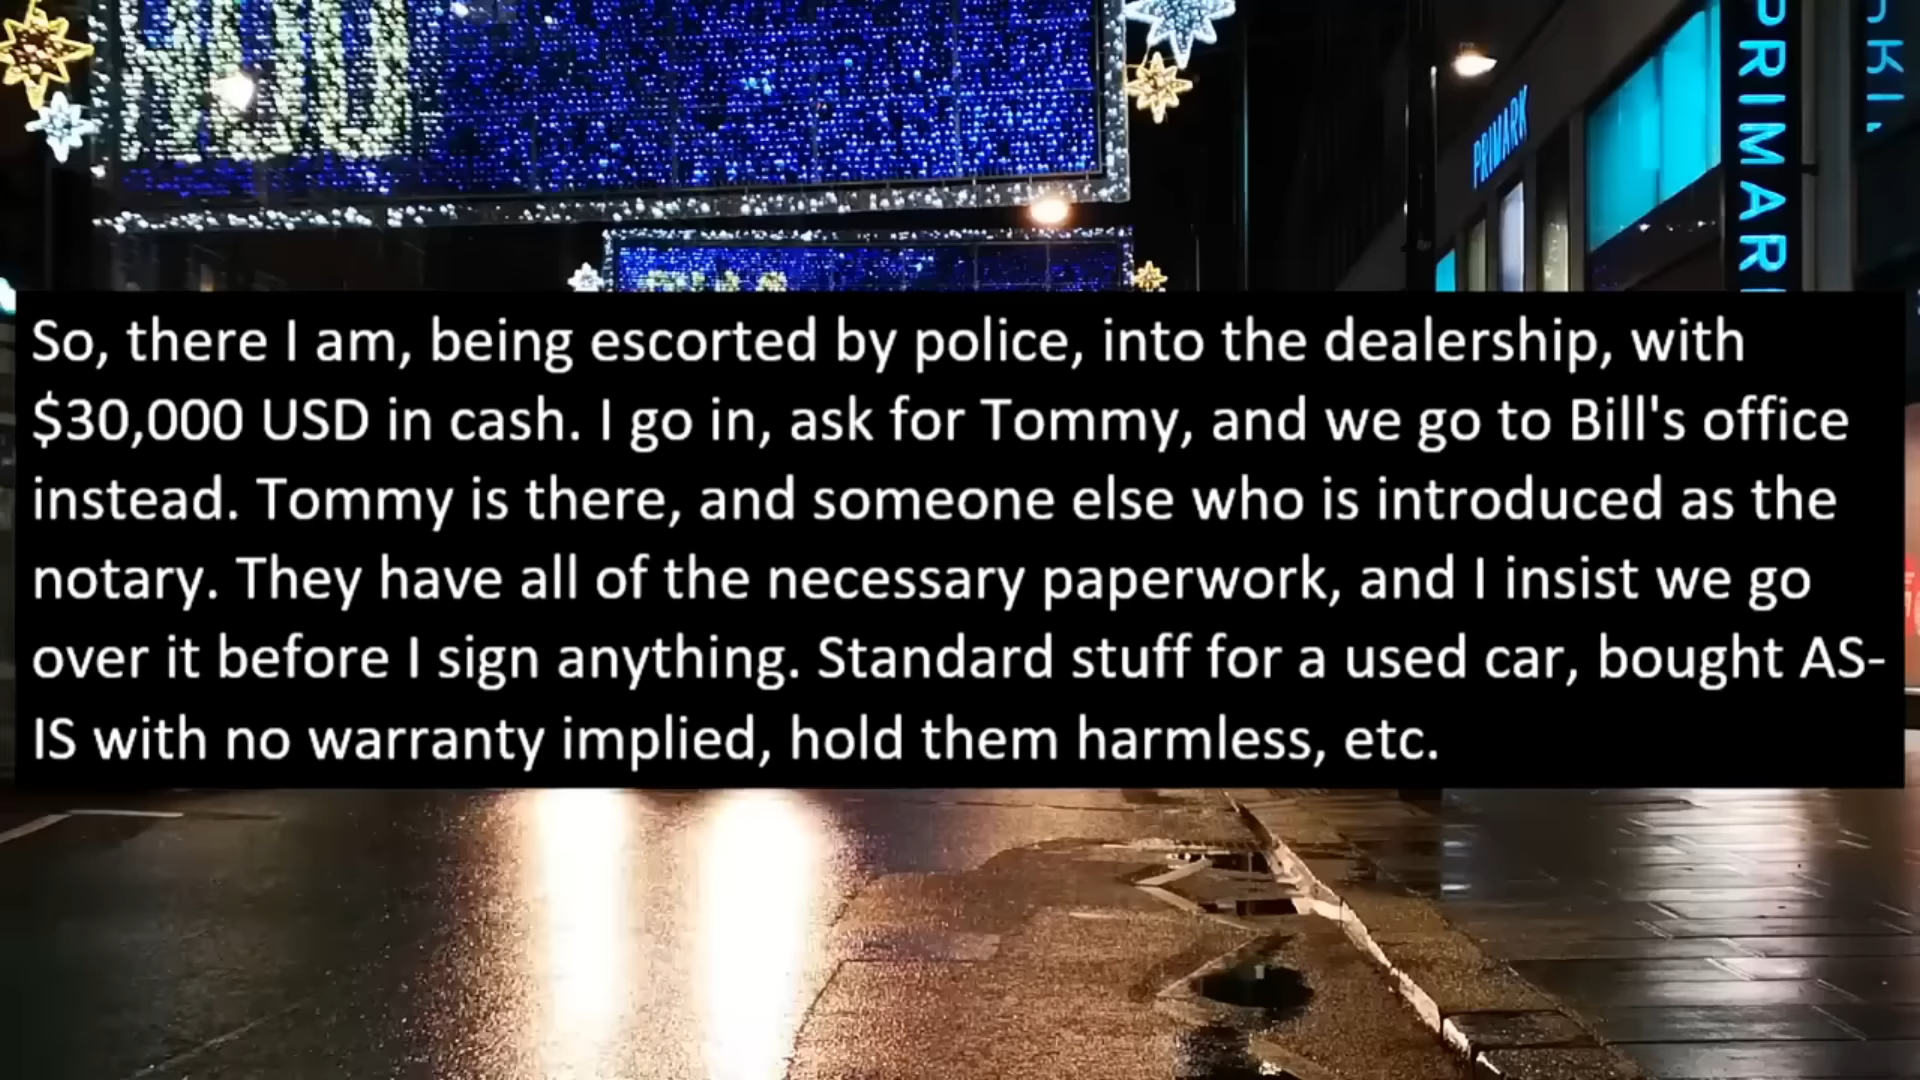 PRIMARK
PRIMAR
So, there I am, being escorted by police, into the dealership, with
$30,000 USD in cash. I go in, ask for Tommy, and we go to Bill's office
instead. Tommy is there, and someone else who is introduced as the
notary. They have all of the necessary paperwork, and I insist we go
over it before I sign anything. Standard stuff for a used car, bought AS-
IS with no warranty implied, hold them harmless, etc.